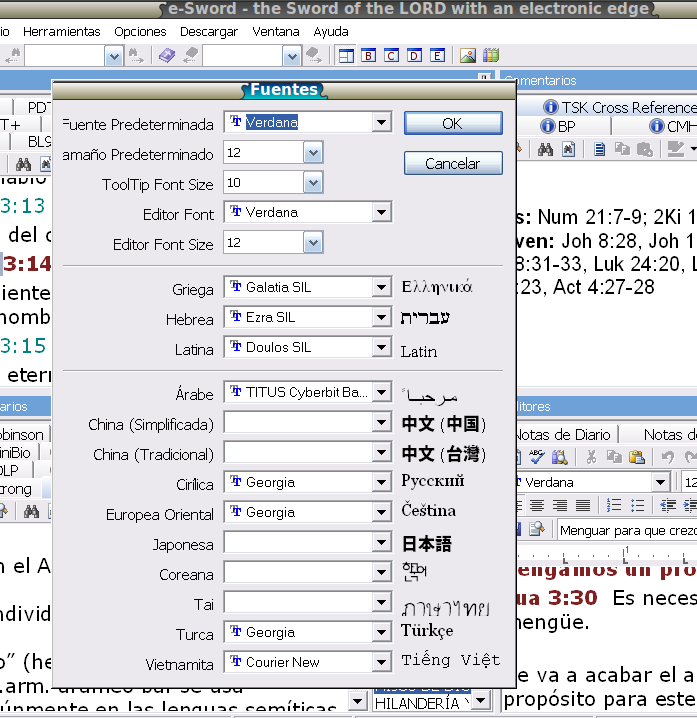 e-Sword - the Sword of the LORD with an electronic edge
Herramientas Opciones Descargar Ventana Ayuda
B C D E
Comentarios
Fuentes
PDT
TSK Cross Reference
T+
BP
CMH
BLS
Fuente Predeterminada Verdana OK
amaño Predeterminado 12 Cancelar
ToolTip Font Size 10
Editor Font Verdana
Editor Font Size 12
3:13
s: Num 21:7-9; 2Ki 1
del c
ven: Joh 8:28, Joh 1
3:14
8:31-33, Luk 24:20, L
iente
:23, Act 4:27-28
nomb
3:15
eterr
Griega Galatia SIL Ελληνικά
Hebrea Ezra SIL עברית
Latina Doulos SIL Latin
Árabe TITUS Cyberbit Ba... مرحباً
China (Simplificada) 中文 (中国)
China (Tradicional) 中文 (台灣)
Cirílica Georgia Русский
Europea Oriental Georgia Čeština
Japonesa 日本語
Coreana 한국어
Tai ภาษาไทย
Turca Georgia Türkçe
Vietnamita Courier New Tiếng Việt
arios
ditores
obinson
Notas de Diario Notas de
iniBio
DLP
trong
Verdana 12
Menguar para que crezc
1
n el A
engamos un pro
ndivid
ua 3:30 Es neces
mengüe.
o” (he
e va a acabar el a
.arm. arameo bar se usa
propósito para este
únmente en las lenguas semíticas
HILANDERÍA